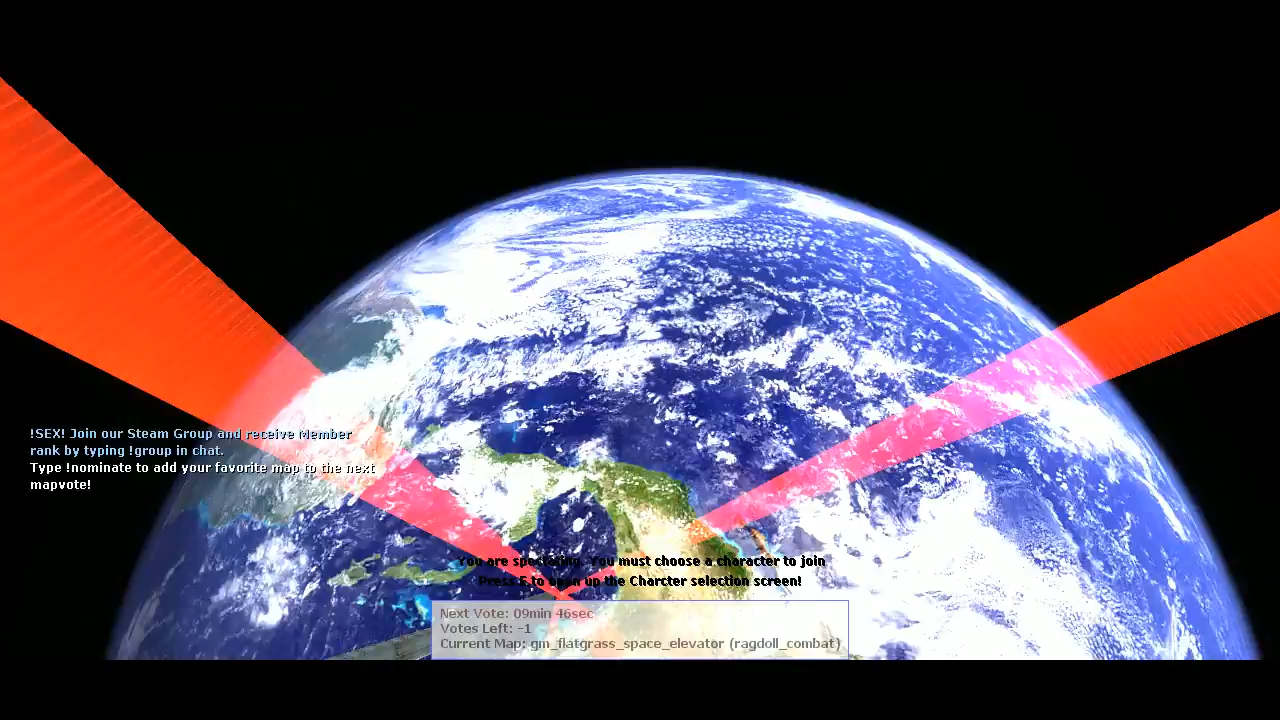 !SEX! Join our Steam Group and receive Member
rank by typing !group in chat.
Type !nominate to add your favorite map to the next
mapvote!
You are spectating. You must choose a character to join
Press E to open up the Charcter selection screen!
Next Vote: 09min 46sec
Votes Left: -1
Current Map: gm_flatgrass_space_elevator (ragdoll_combat)